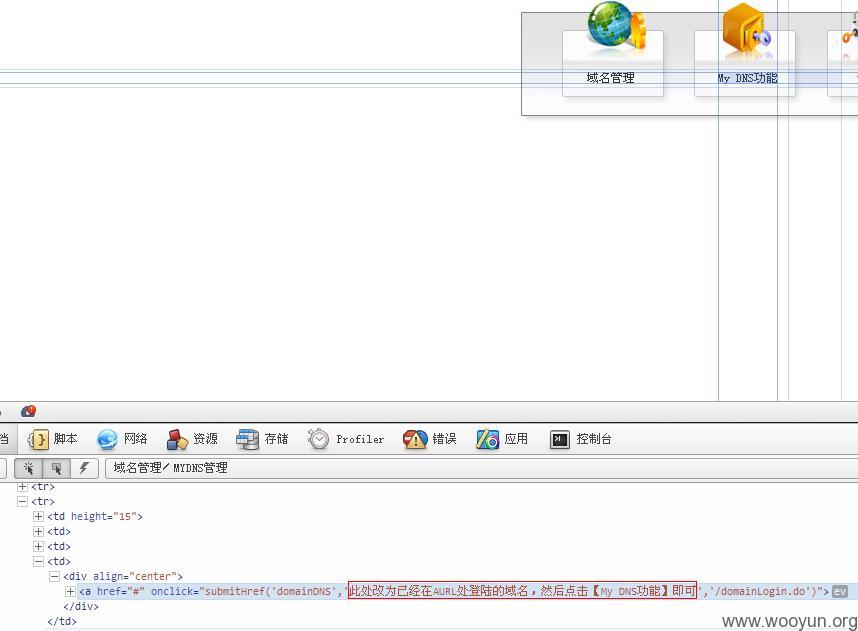 域名管理
My DNS功能
档
脚本
网络
资源
存储
Profiler
错误
应用
控制台
域名管理/MYDNS管理
<tr>
<tr>
<td height="15">
<td>
<td>
<td>
<div align="center">
<a href="#" onclick="submitHref('domainDNS','此处改为已经在AURL处登陆的域名，然后点击【My DNS功能】即可','/domainLogin.do')"> ev
</div>
</td>
www.wooyun.org